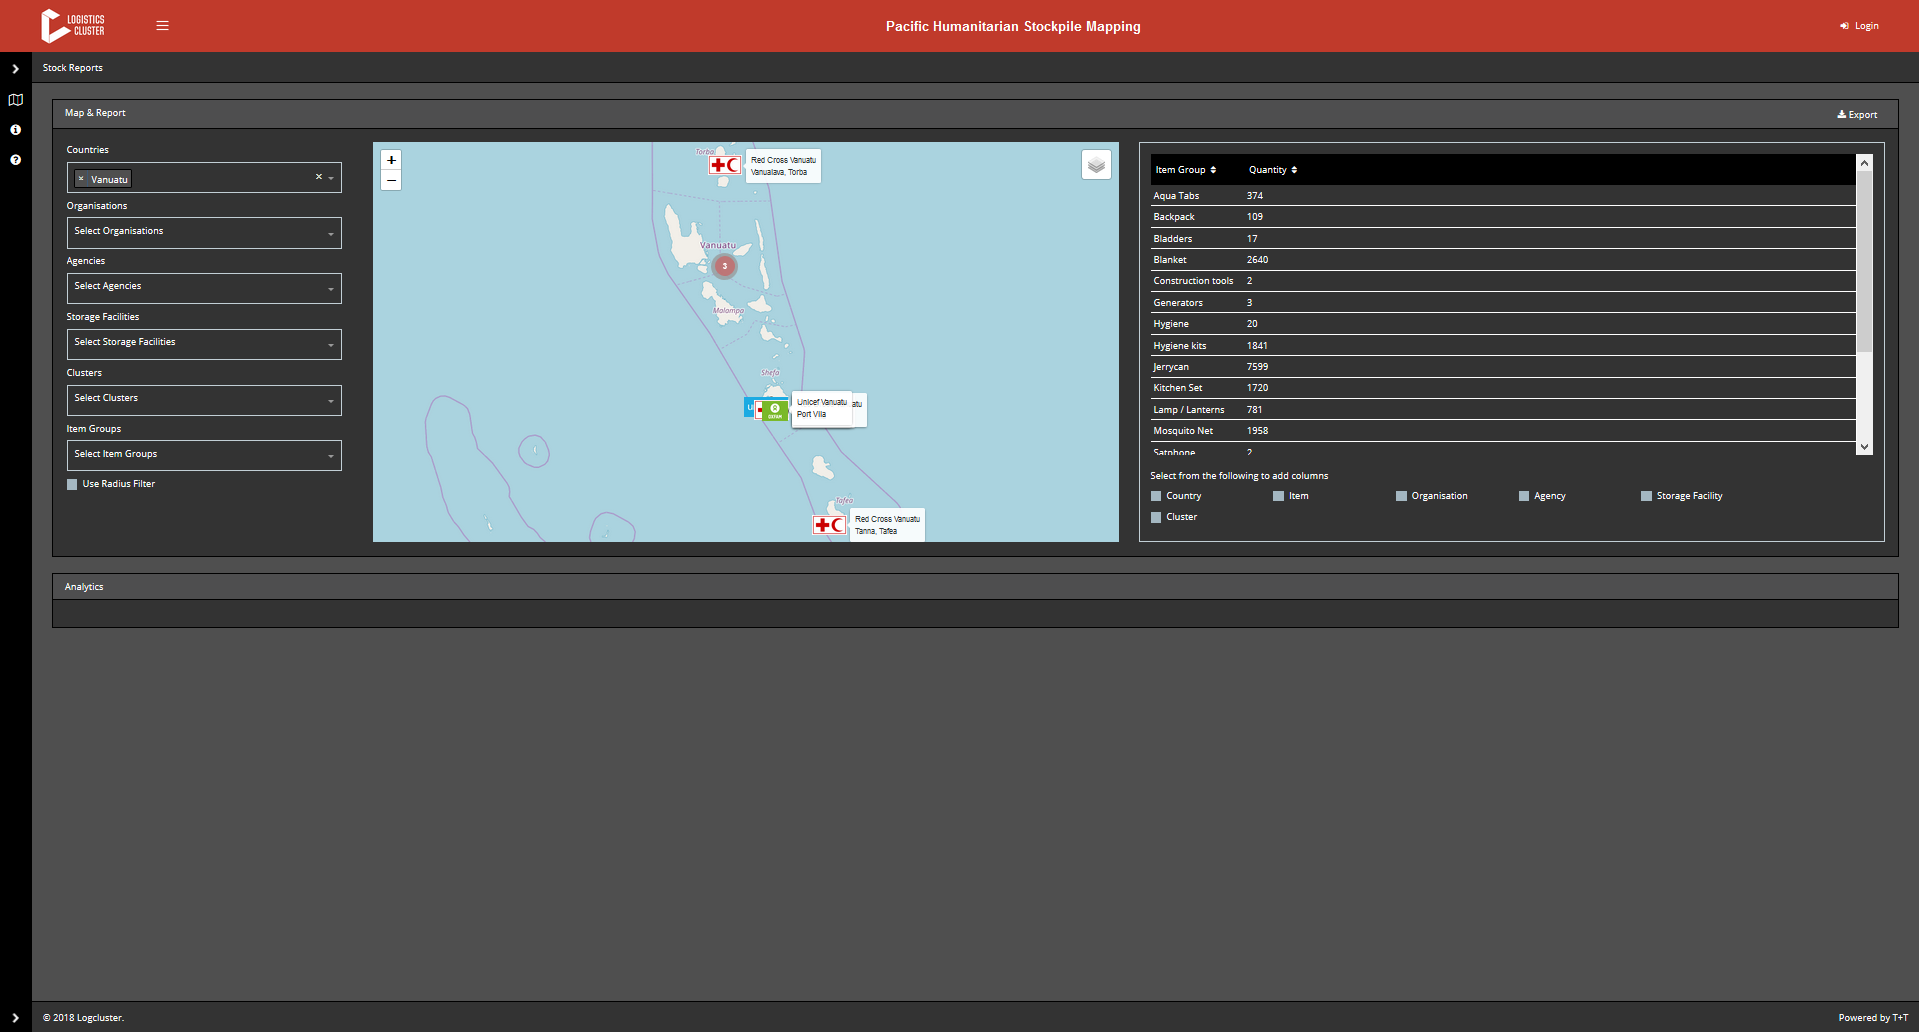 LOGISTICS
CLUSTER
Pacific Humanitarian Stockpile Mapping
Login
Stock Reports
Map & Report
Export
Countries
× Vanuatu
×
Organisations
Select Organisations
Agencies
Select Agencies
Storage Facilities
Select Storage Facilities
Clusters
Select Clusters
Item Groups
Select Item Groups
Use Radius Filter
+
−
Torba
Red Cross Vanuatu
Vanualava, Torba
Vanuatu
3
Malampa
Shefa
u
OXFAM
Unicef Vanuatu
Port Vila
atu
Tafea
Red Cross Vanuatu
Tanna, Tafea
Item Group Quantity
Aqua Tabs 374
Backpack 109
Bladders 17
Blanket 2640
Construction tools 2
Generators 3
Hygiene 20
Hygiene kits 1841
Jerrycan 7599
Kitchen Set 1720
Lamp / Lanterns 781
Mosquito Net 1958
Satphone 2
Select from the following to add columns
Country Item Organisation Agency Storage Facility
Cluster
Analytics
© 2018 Logcluster.
Powered by T+T